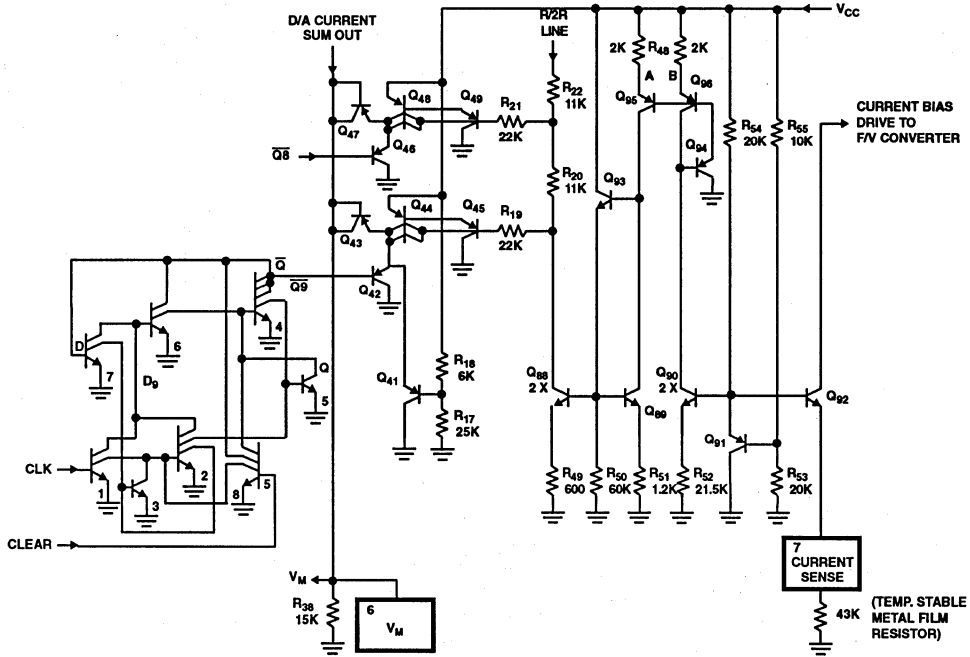 D/A CURRENT
SUM OUT
R/2R
LINE
VCC
2K
R48
2K
A
B
Q96
Q95
R22
11K
Q48
Q49
R21
22K
Q47
Q46
Q8
R54
20K
R55
10K
CURRENT BIAS
DRIVE TO
F/V CONVERTER
Q94
R20
11K
Q93
Q44
Q45
R19
22K
Q43
Q42
Q
Q9
4
6
D
7
D9
Q
5
R18
6K
Q41
R17
25K
Q88
2 X
Q89
Q90
2 X
Q92
Q91
CLK
1
2
3
8
5
R49
600
R50
60K
R51
1.2K
R52
21.5K
R53
20K
CLEAR
VM
R38
15K
6
VM
7
CURRENT
SENSE
43K
(TEMP. STABLE
METAL FILM
RESISTOR)